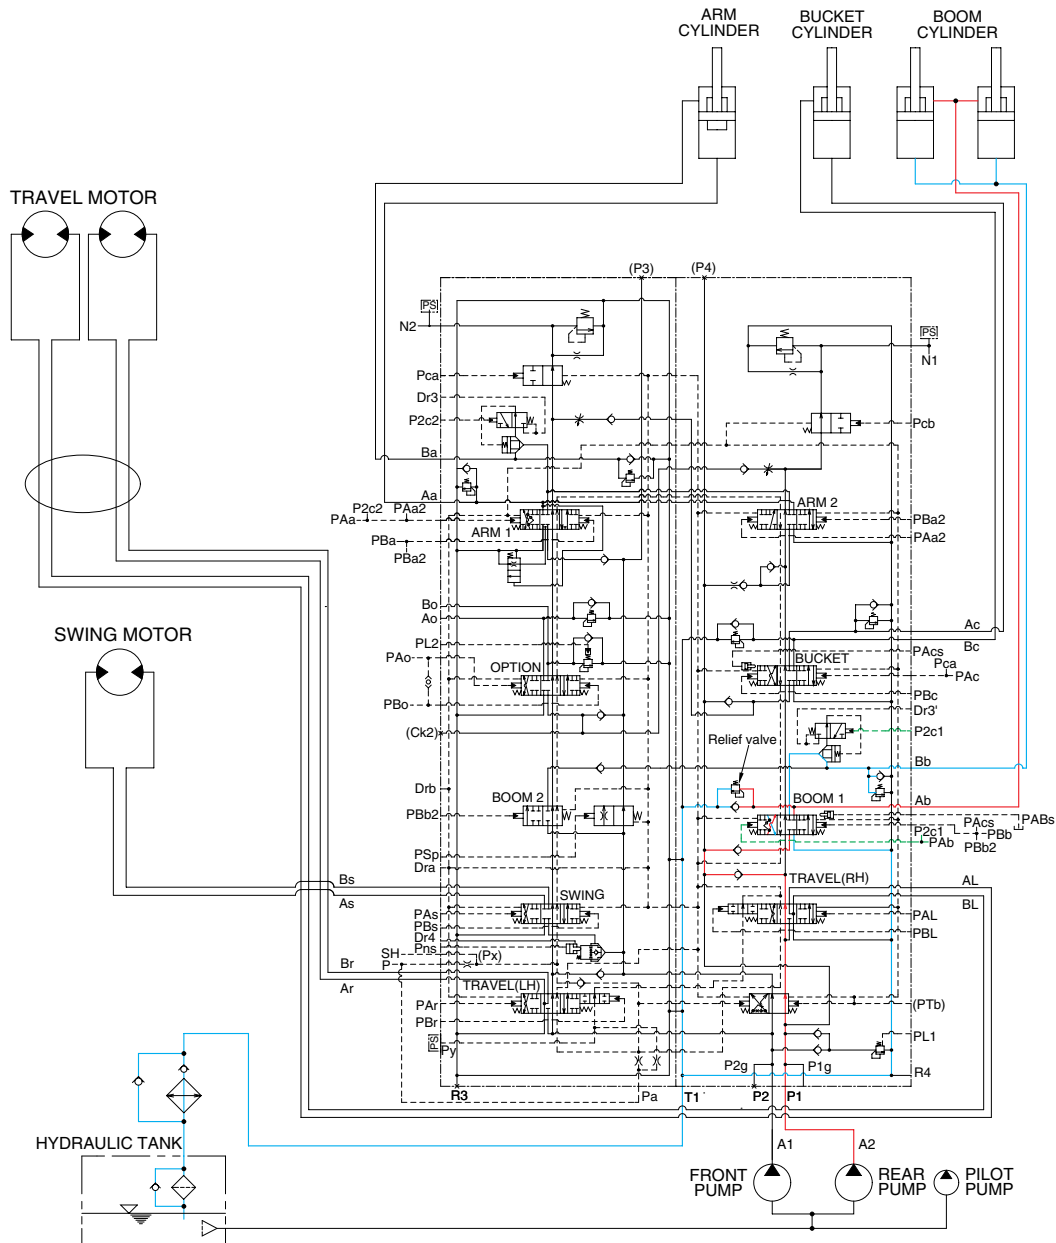 ARM
CYLINDER
BUCKET
CYLINDER
BOOM
CYLINDER
TRAVEL MOTOR
(P3)
(P4)
[PS]
N2
[PS]
N1
Pca
Dr3
P2c2
Pcb
Ba
Aa
P2c2
PAa2
PAa
ARM 1
ARM 2
PBa2
PAa2
PBa
PBa2
Bo
Ao
PL2
PAo
OPTION
PBo
(Ck2)
Ac
Bc
PAcs
Pca
PAc
BUCKET
PBc
Dr3'
P2c1
SWING MOTOR
Relief valve
Bb
Drb
BOOM 2
PBb2
BOOM 1
Ab
PAcs
PABs
P2c1
PBb
PAb
PBb2
PSp
Dra
Bs
As
SWING
TRAVEL(RH)
AL
BL
PAs
PBs
Dr4
Pns
PAL
PBL
SH
P
(Px)
Br
Ar
TRAVEL(LH)
PAr
PBr
(PTb)
[PS]
Py
PL1
P2g
P1g
R4
R3
Pa
T1
P2
P1
HYDRAULIC TANK
A1
A2
FRONT
PUMP
REAR
PUMP
PILOT
PUMP